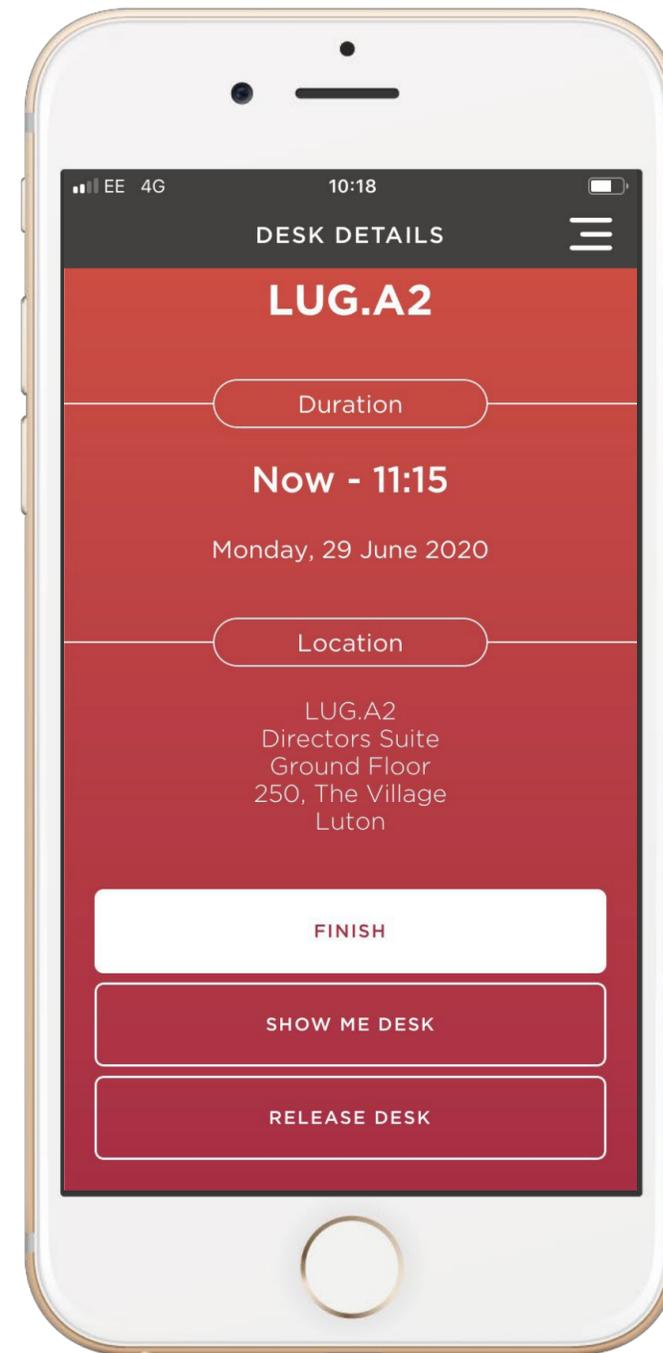 EE 4G 10:18
DESK DETAILS
LUG.A2
Duration
Now - 11:15
Monday, 29 June 2020
Location
LUG.A2
Directors Suite
Ground Floor
250, The Village
Luton
FINISH
SHOW ME DESK
RELEASE DESK